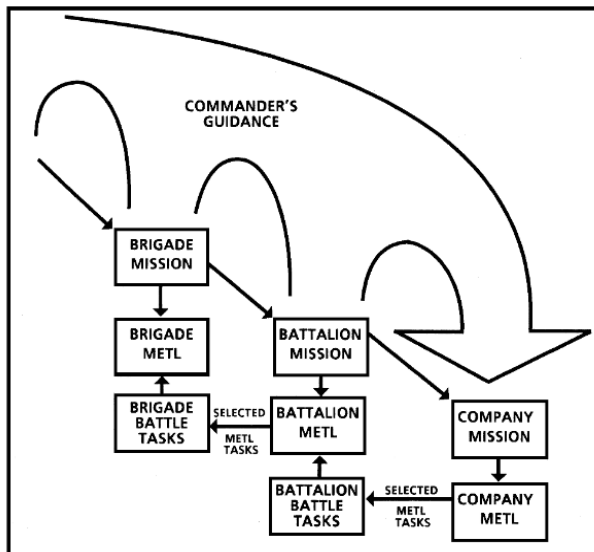 COMMANDER'S
GUIDANCE
BRIGADE
MISSION
BRIGADE
METL
BATTALION
MISSION
BRIGADE
BATTLE
TASKS
SELECTED
METL
TASKS
BATTALION
METL
COMPANY
MISSION
BATTALION
BATTLE
TASKS
SELECTED
METL
TASKS
COMPANY
METL